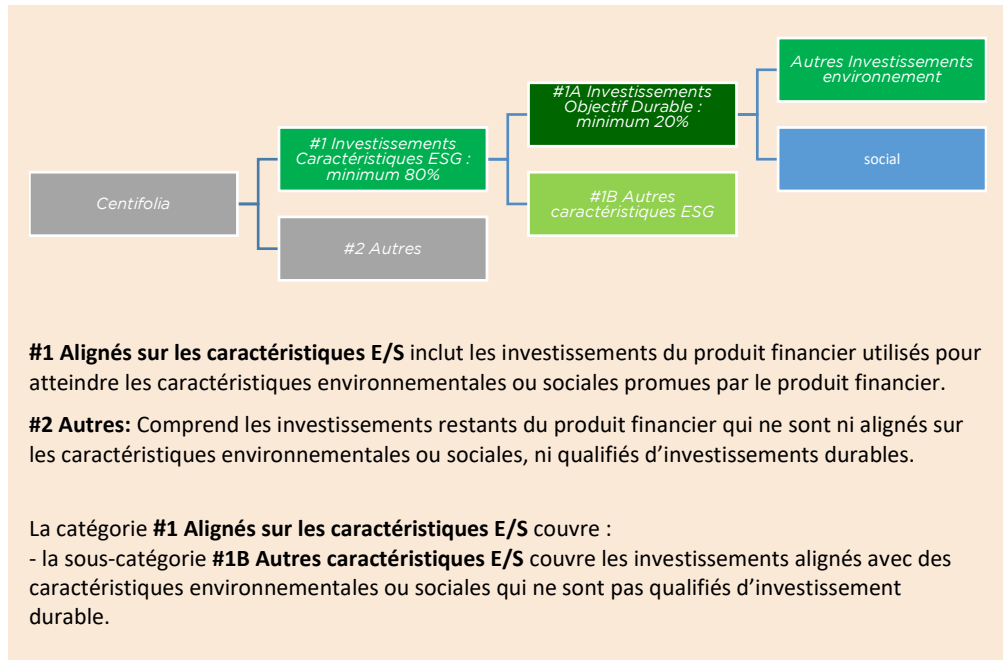 Autres Investissements
environnement
#1A Investissements
Objectif Durable :
minimum 20%
#1 Investissements
Caractéristiques ESG :
minimum 80%
social
Centifolia
#1B Autres
caractéristiques ESG
#2 Autres
#1 Alignés sur les caractéristiques E/S inclut les investissements du produit financier utilisés pour
atteindre les caractéristiques environnementales ou sociales promues par le produit financier.
#2 Autres: Comprend les investissements restants du produit financier qui ne sont ni alignés sur
les caractéristiques environnementales ou sociales, ni qualifiés d’investissements durables.
La catégorie #1 Alignés sur les caractéristiques E/S couvre :
- la sous-catégorie #1B Autres caractéristiques E/S couvre les investissements alignés avec des
caractéristiques environnementales ou sociales qui ne sont pas qualifiés d’investissement
durable.